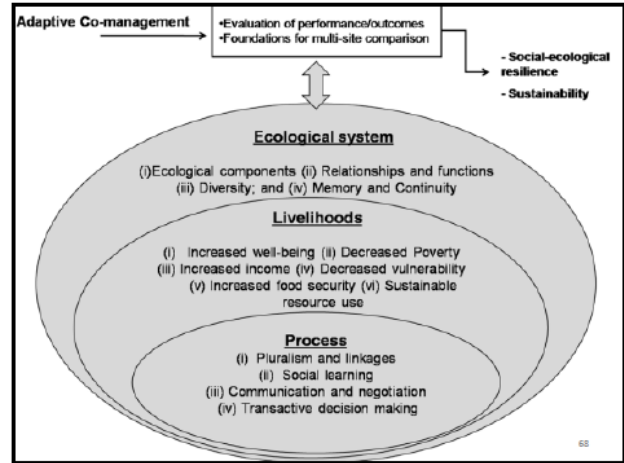 Adaptive Co-management
•Evaluation of performance/outcomes
•Foundations for multi-site comparison
- Social-ecological
resilience
- Sustainability
Ecological system
(i)Ecological components (ii) Relationships and functions
(iii) Diversity; and (iv) Memory and Continuity
Livelihoods
(i) Increased well-being (ii) Decreased Poverty
(iii) Increased income (iv) Decreased vulnerability
(v) Increased food security (vi) Sustainable
resource use
Process
(i) Pluralism and linkages
(ii) Social learning
(iii) Communication and negotiation
(iv) Transactive decision making
68